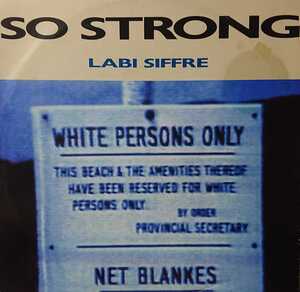 SO STRONG
LABI SIFFRE
WHITE PERSONS ONLY
THIS BEACH & THE AMENITIES THEREOF
HAVE BEEN RESERVED FOR WHITE
PERSONS ONLY.
BY ORDER
PROVINCIAL SECRETARY
NET BLANKES